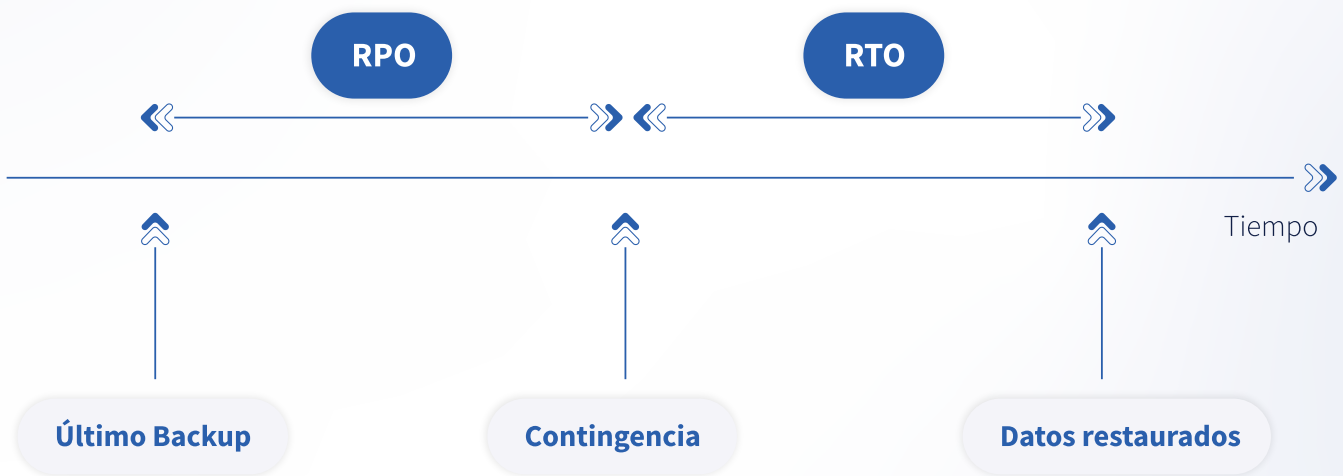 RPO
RTO
Tiempo
Último Backup
Contingencia
Datos restaurados